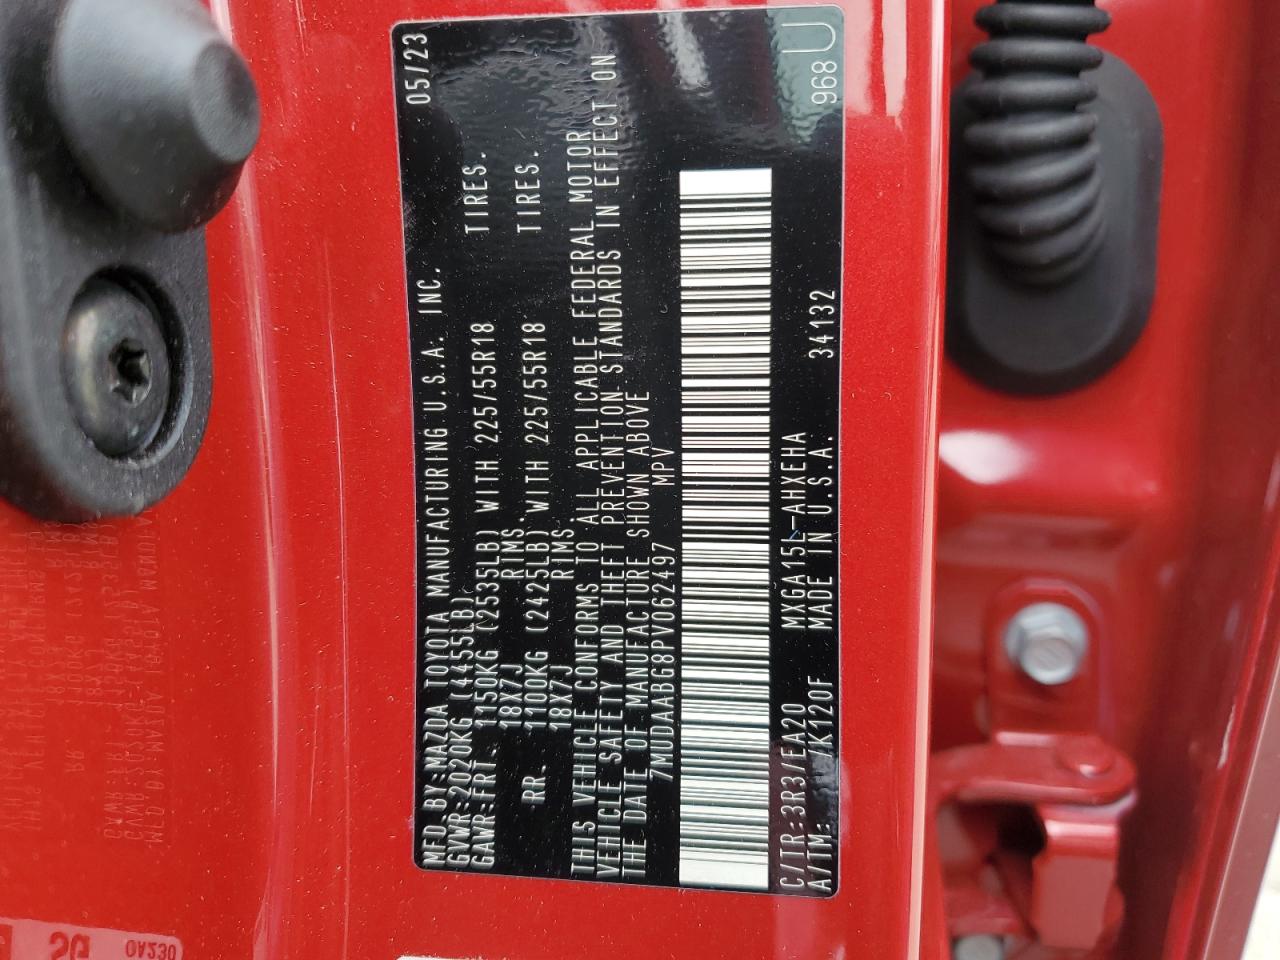 MFD.BY:MAZDA TOYOTA MANUFACTURING U.S.A. INC. 05/23
GVWR:2020KG (4455LB)
GAWR:FRT. 1150KG (2535LB) WITH 225/55R18 TIRES.
18X7J RIMS.
RR. 1100KG (2425LB) WITH 225/55R18 TIRES.
18X7J RIMS.
THIS VEHICLE CONFORMS TO ALL APPLICABLE FEDERAL MOTOR
VEHICLE SAFETY AND THEFT PREVENTION STANDARDS IN EFFECT ON
THE DATE OF MANUFACTURE SHOWN ABOVE
7MUDAABG8PV062497 MPV
C/TR:3R3/EA20 MXGA15L-AHXEHA
A/TM: -/K120F MADE IN U.S.A. 34132 968 U